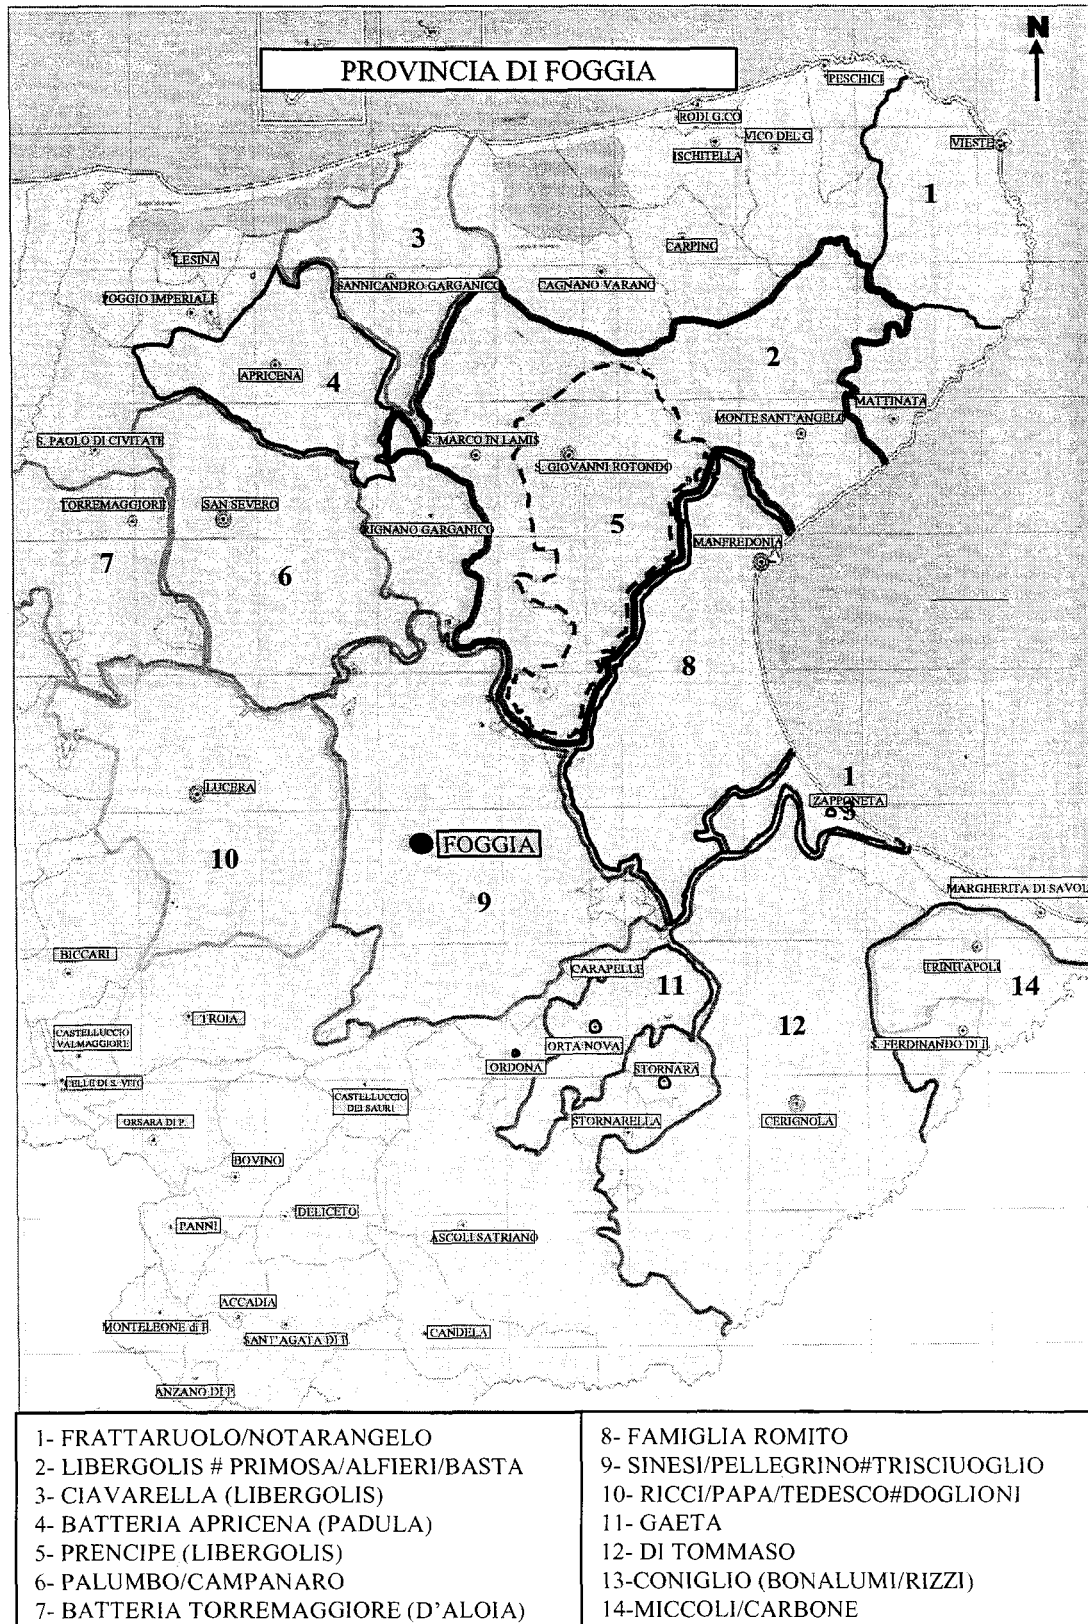 N
PROVINCIA DI FOGGIA
PESCHICI
RODI G.CO
VICO DEL G.
ISCHITELLA
VIESTE
1
3
CARPINO
LESINA
SANNICANDRO GARGANICO
CAGNANO VARANO
POGGIO IMPERIALE
2
APRICENA
4
MATTINATA
MONTE SANT'ANGELO
S. PAOLO DI CIVITATE
S. MARCO IN LAMIS
S. GIOVANNI ROTONDO
TORREMAGGIORE
SAN SEVERO
5
RIGNANO GARGANICO
7
MANFREDONIA
6
8
LUCERA
1
ZAPPONETA
3
FOGGIA
10
9
MARGHERITA DI SAVOI
BICCARI
CARAPELLE
TRINITAPOLI
11
14
TROIA
12
CASTELLUCCIO
VALMAGGIORE
ORTA NOVA
S. FERDINANDO DI P.
ORDONA
STORNARA
CELLE DI S. VITO
CASTELLUCCIO
DEI SAURI
ORSARA DI P.
STORNARELLA
CERIGNOLA
BOVINO
DELICETO
PANNI
ASCOLI SATRIANO
ACCADIA
MONTELEONE di P.
SANT'AGATA DI P.
CANDELA
ANZANO DI P.
1- FRATTARUOLO/NOTARANGELO
2- LIBERGOLIS # PRIMOSA/ALFIERI/BASTA
3- CIAVARELLA (LIBERGOLIS)
4- BATTERIA APRICENA (PADULA)
5- PRENCIPE (LIBERGOLIS)
6- PALUMBO/CAMPANARO
7- BATTERIA TORREMAGGIORE (D'ALOIA)
8- FAMIGLIA ROMITO
9- SINESI/PELLEGRINO#TRISCIUOGLIO
10- RICCI/PAPA/TEDESCO#DOGLIONI
11- GAETA
12- DI TOMMASO
13-CONIGLIO (BONALUMI/RIZZI)
14-MICCOLI/CARBONE